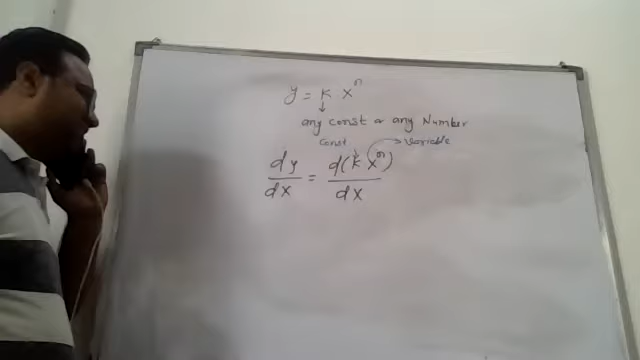 y = k x^n
any const or any Number
const variable
dy/dx = d(k x^n)/dx